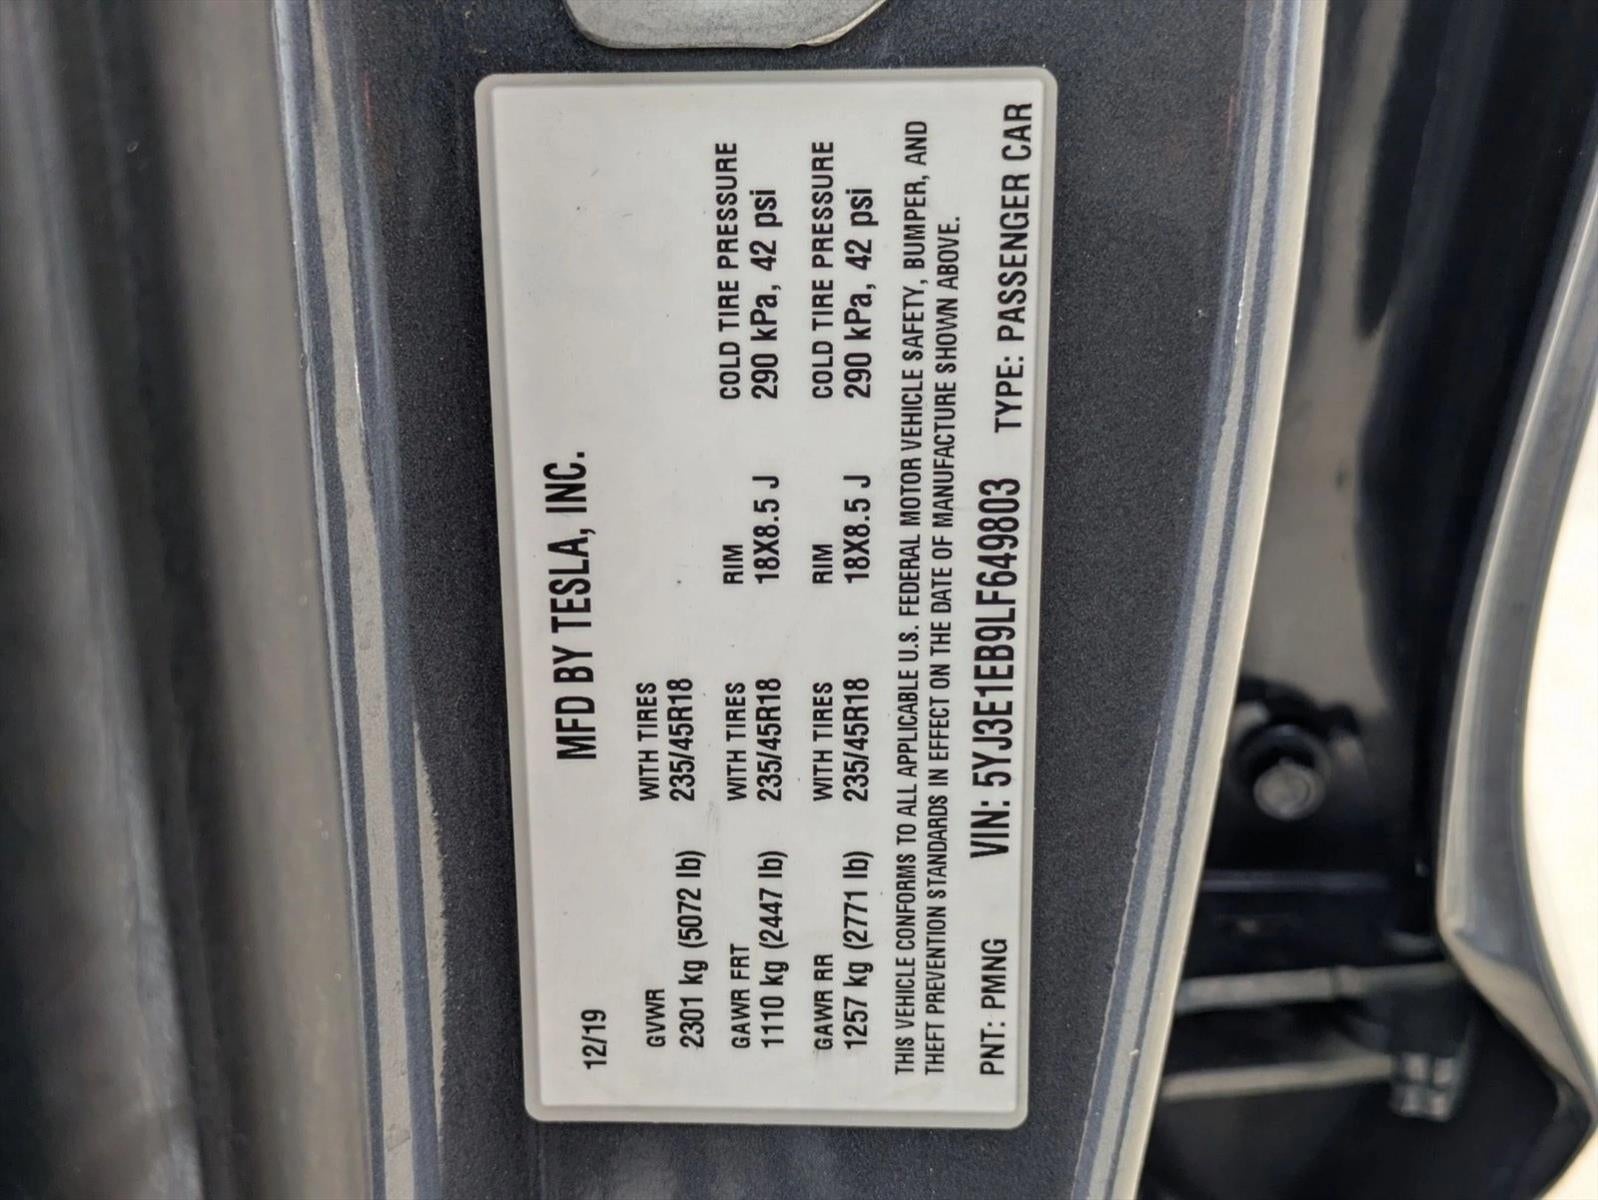 MFD BY TESLA, INC.
12/19
GVWR WITH TIRES
2301 kg (5072 lb) 235/45R18
GAWR FRT WITH TIRES RIM COLD TIRE PRESSURE
1110 kg (2447 lb) 235/45R18 18X8.5 J 290 kPa, 42 psi
GAWR RR WITH TIRES RIM COLD TIRE PRESSURE
1257 kg (2771 lb) 235/45R18 18X8.5 J 290 kPa, 42 psi
THIS VEHICLE CONFORMS TO ALL APPLICABLE U.S. FEDERAL MOTOR VEHICLE SAFETY, BUMPER, AND
THEFT PREVENTION STANDARDS IN EFFECT ON THE DATE OF MANUFACTURE SHOWN ABOVE.
PNT: PMNG VIN: 5YJ3E1EB9LF649803 TYPE: PASSENGER CAR